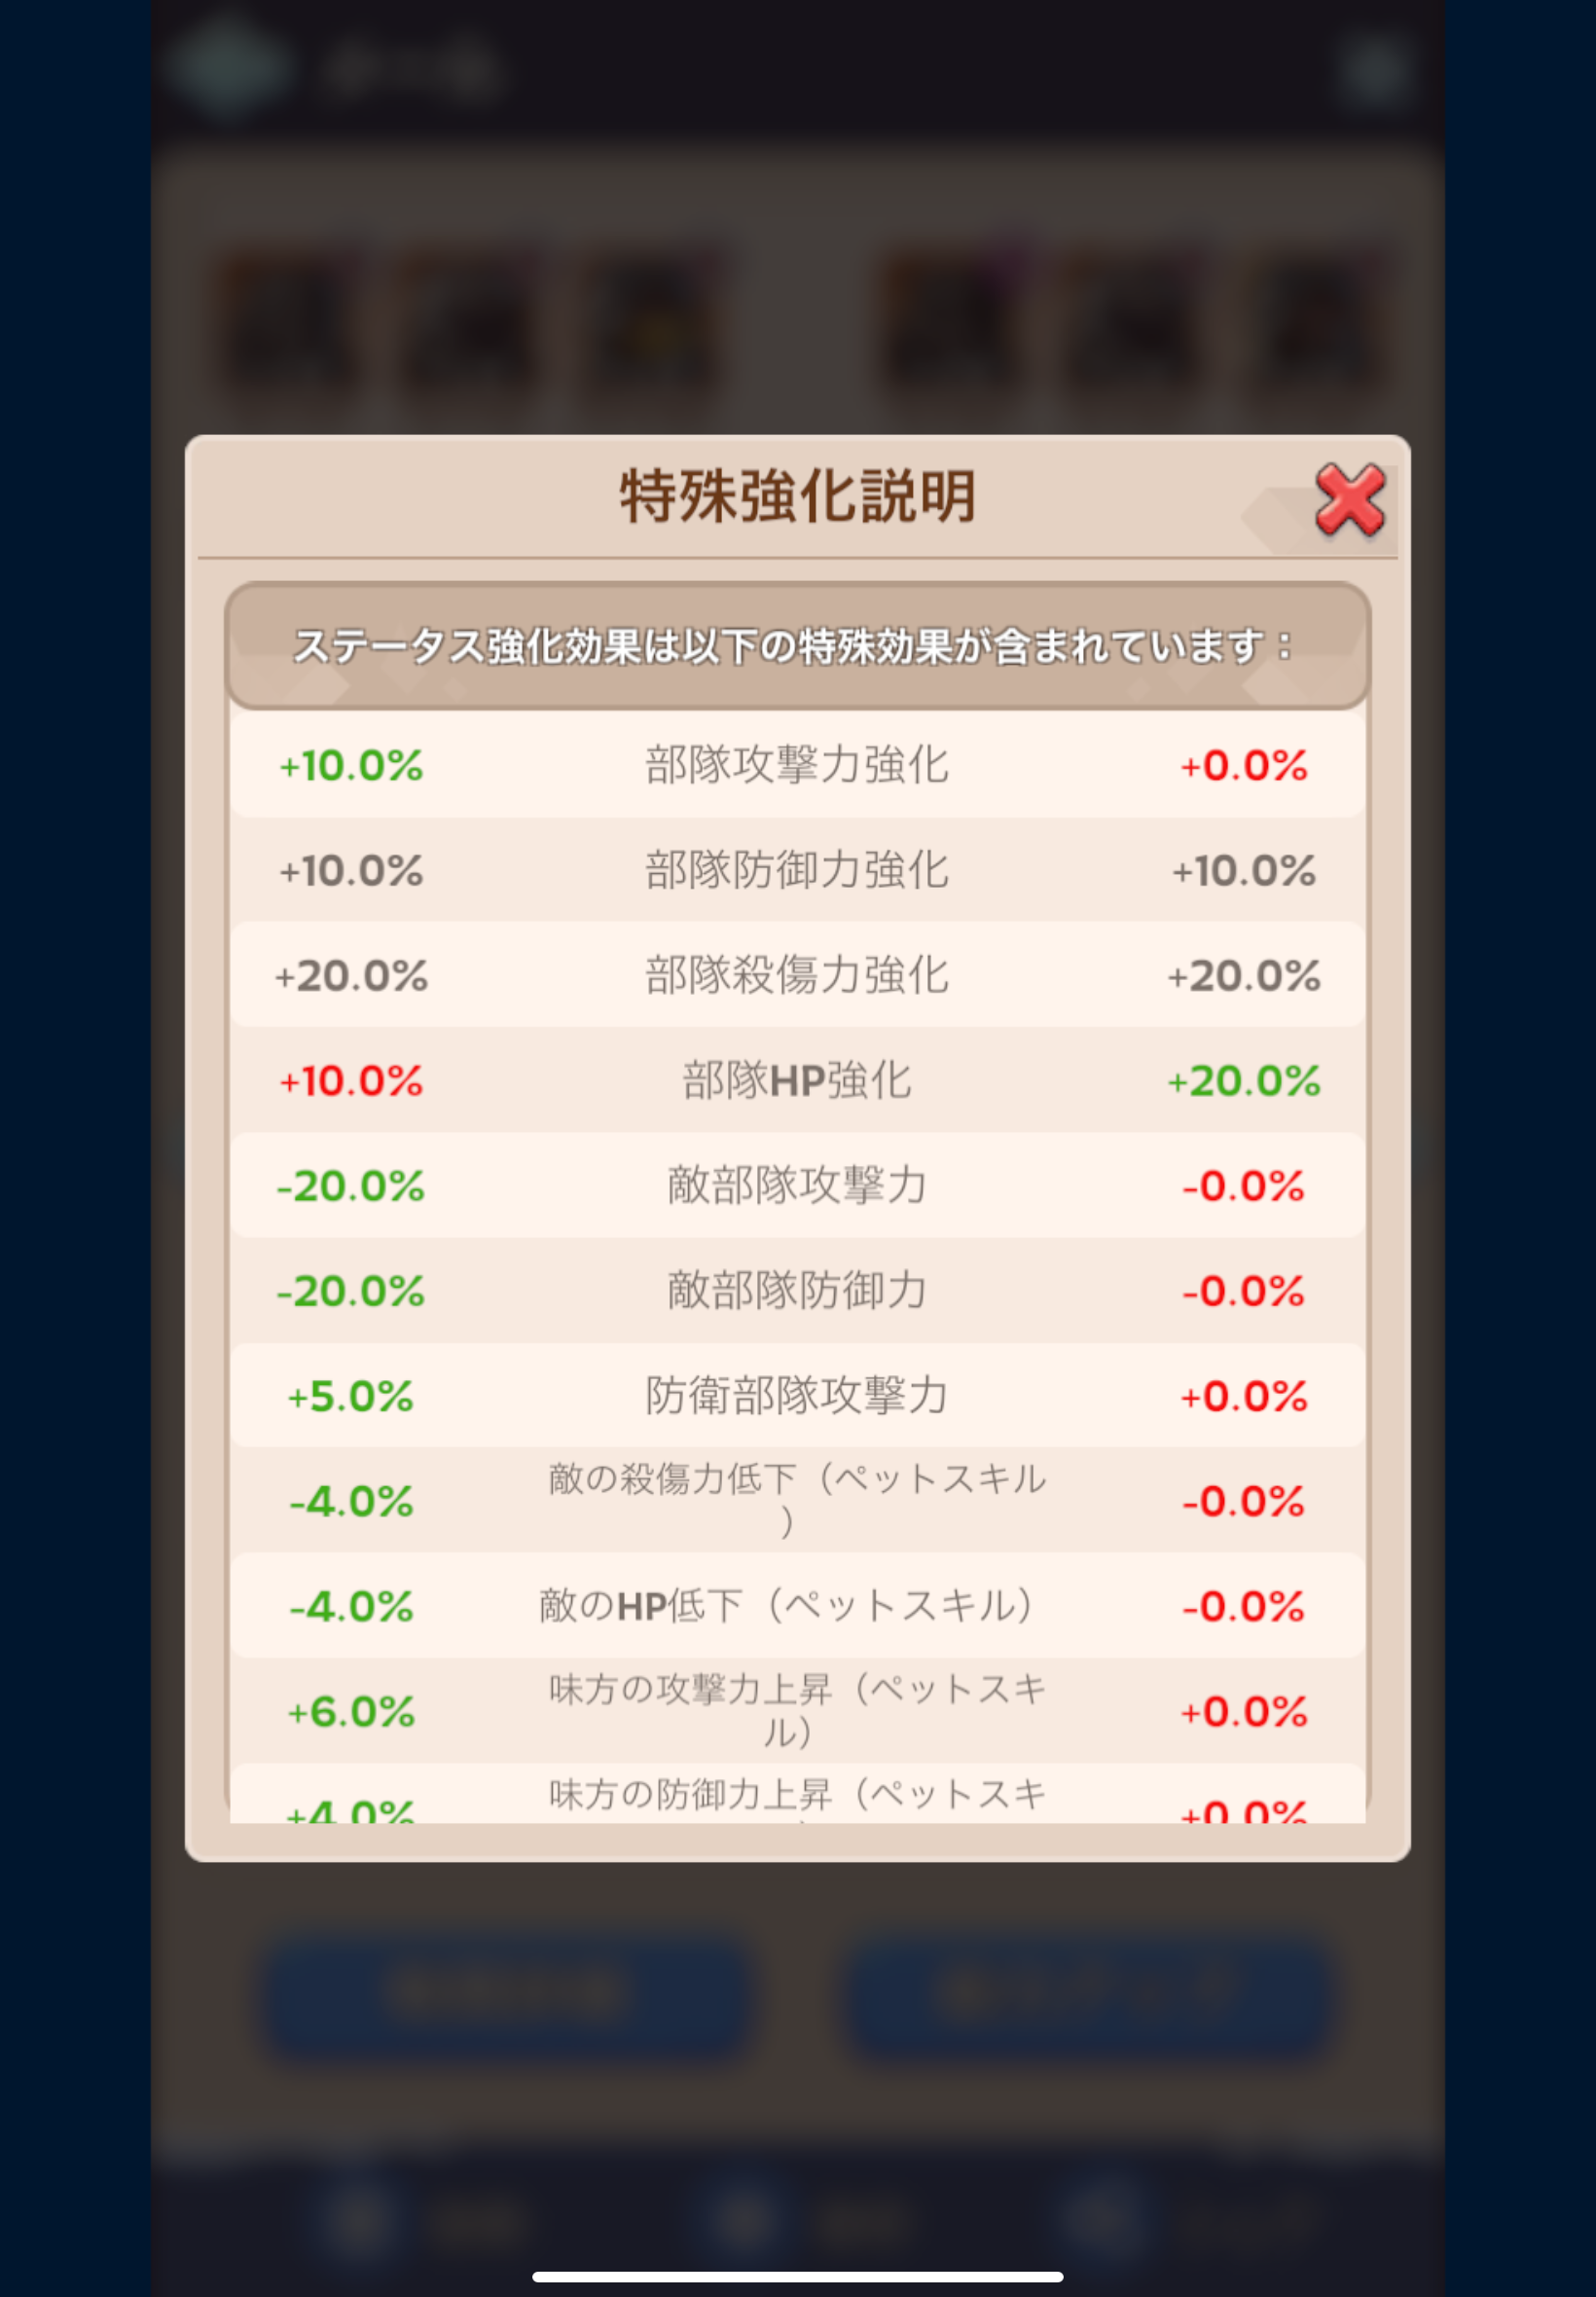 特殊強化説明
ステータス強化効果は以下の特殊効果が含まれています：
+10.0% 部隊攻撃力強化 +0.0%
+10.0% 部隊防御力強化 +10.0%
+20.0% 部隊殺傷力強化 +20.0%
+10.0% 部隊HP強化 +20.0%
-20.0% 敵部隊攻撃力 -0.0%
-20.0% 敵部隊防御力 -0.0%
+5.0% 防衛部隊攻撃力 +0.0%
-4.0% 敵の殺傷力低下（ペットスキル -0.0%
）
-4.0% 敵のHP低下（ペットスキル） -0.0%
+6.0% 味方の攻撃力上昇（ペットスキ +0.0%
ル）
+4.0% 味方の防御力上昇（ペットスキ +0.0%